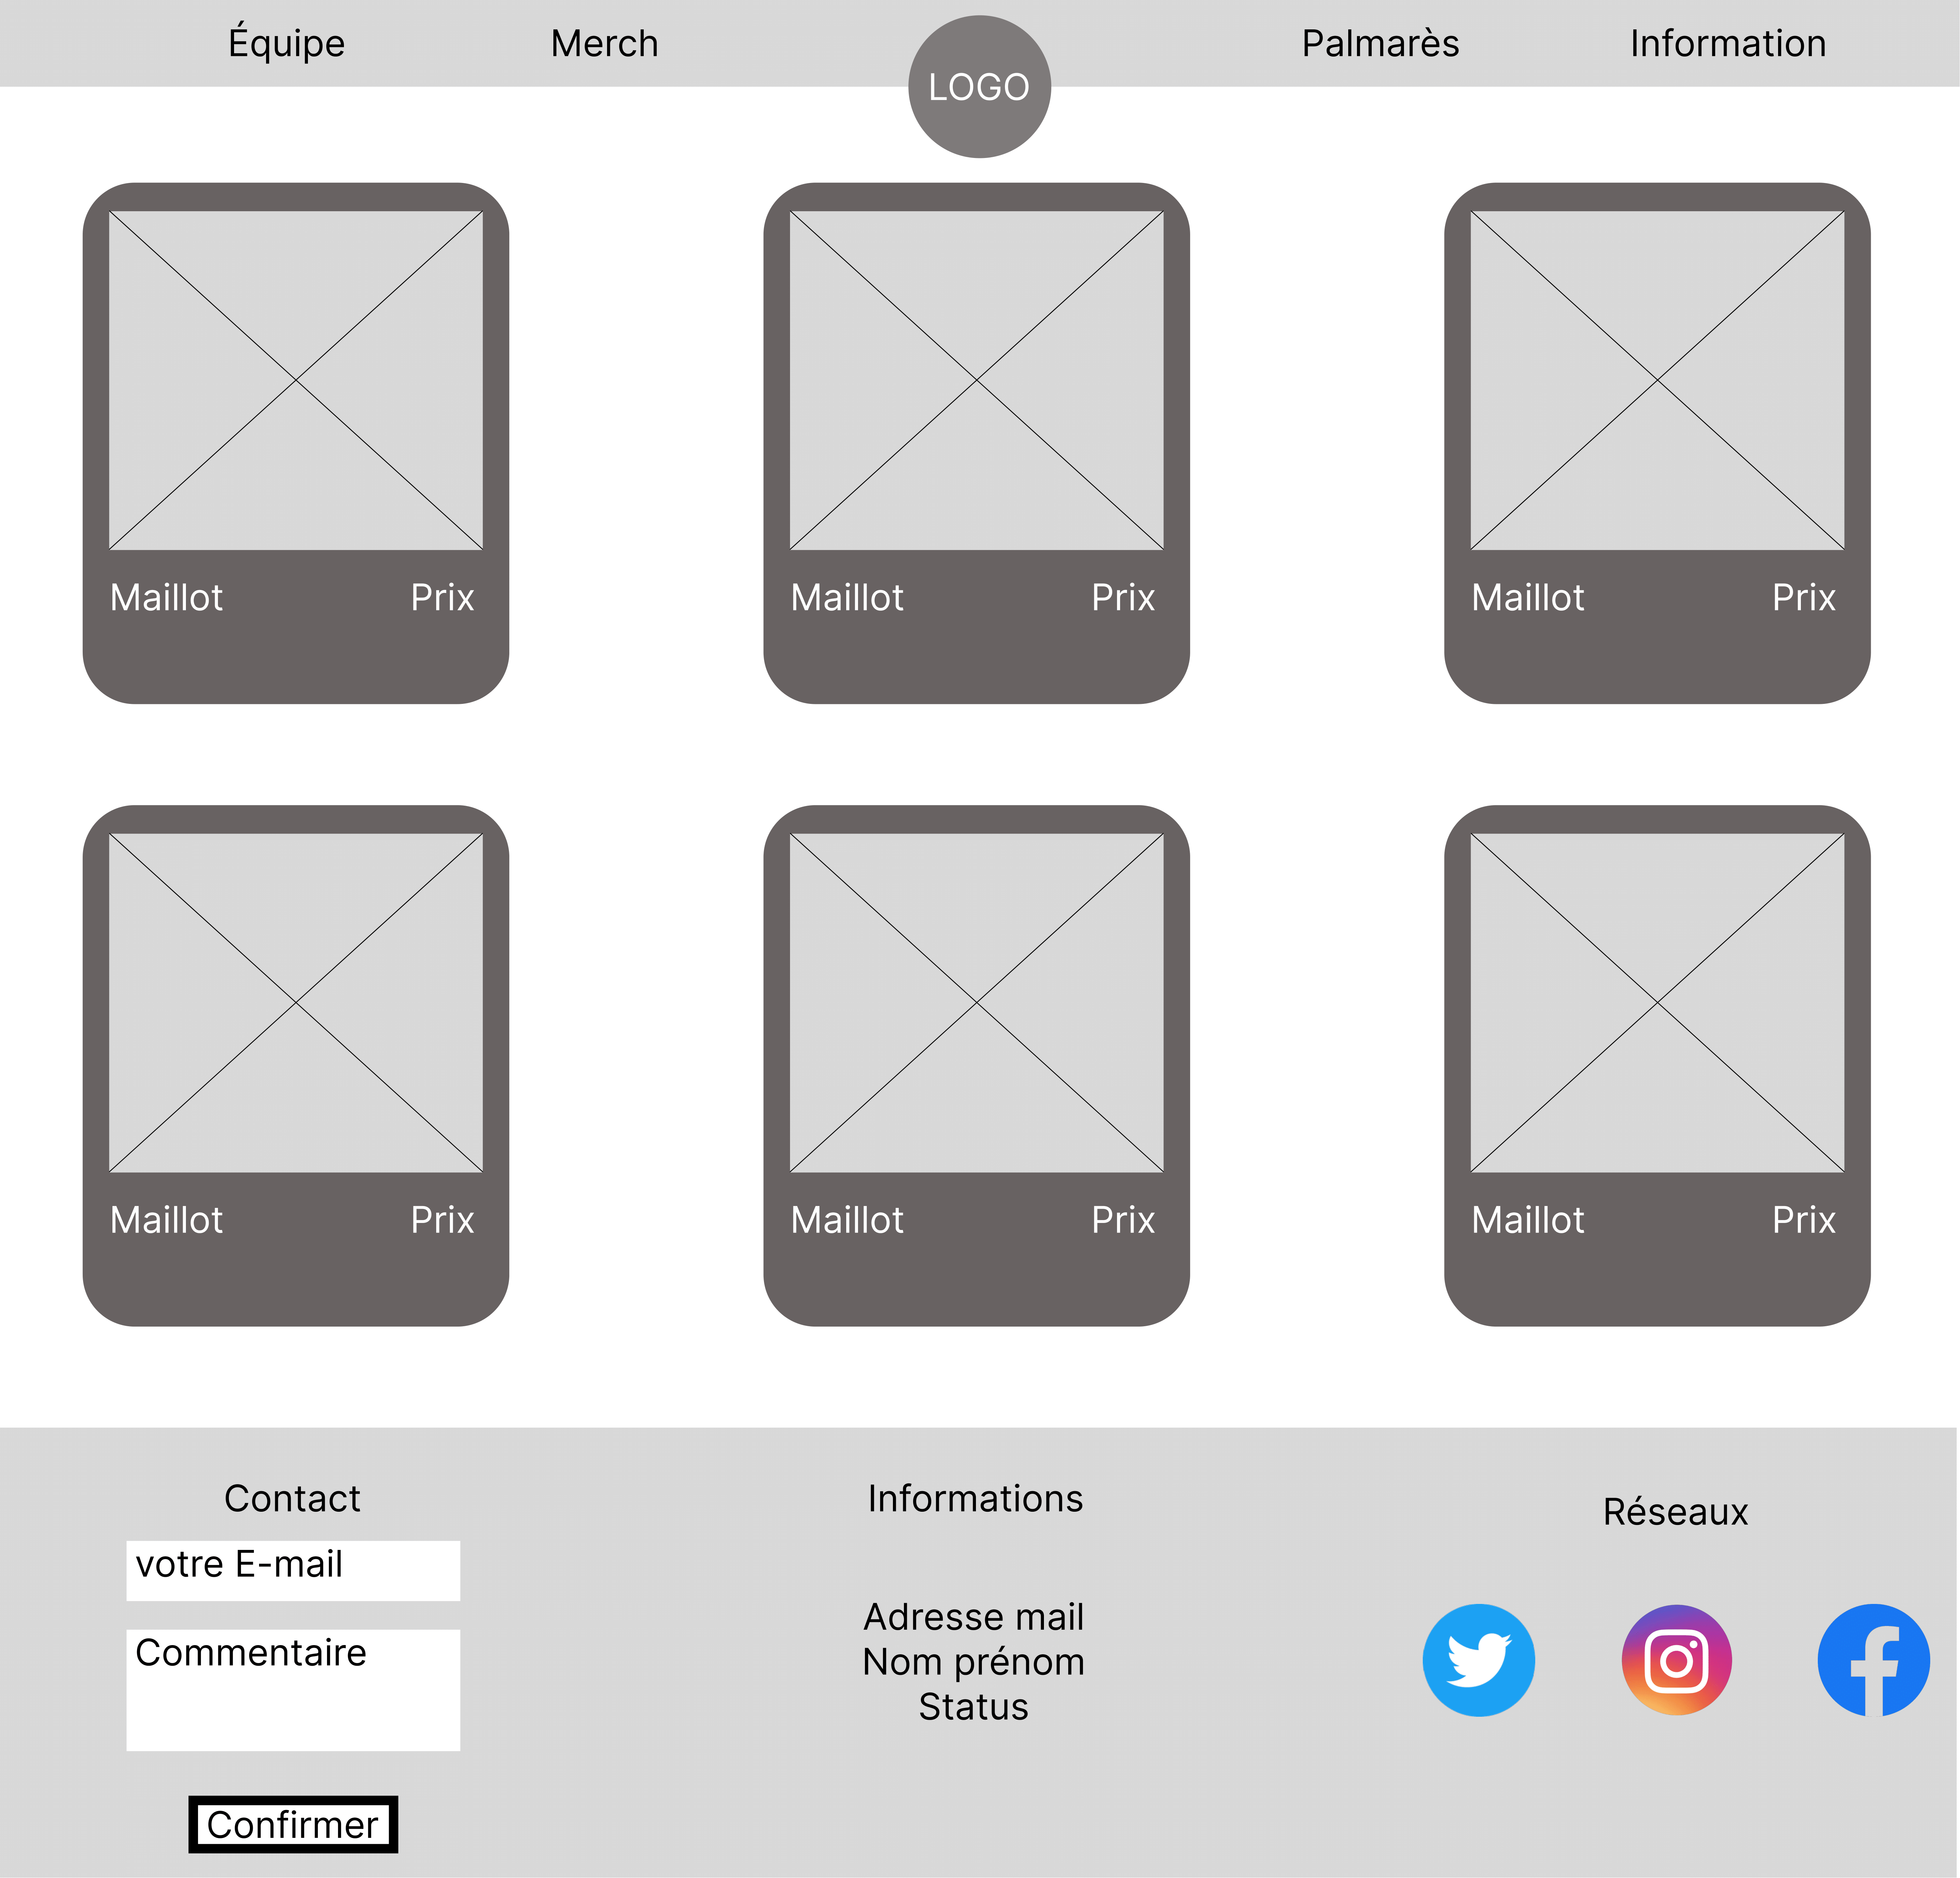 Équipe Merch LOGO Palmarès Information
Maillot Prix Maillot Prix Maillot Prix
Maillot Prix Maillot Prix Maillot Prix
Contact
votre E-mail
Commentaire
Confirmer
Informations
Adresse mail
Nom prénom
Status
Réseaux